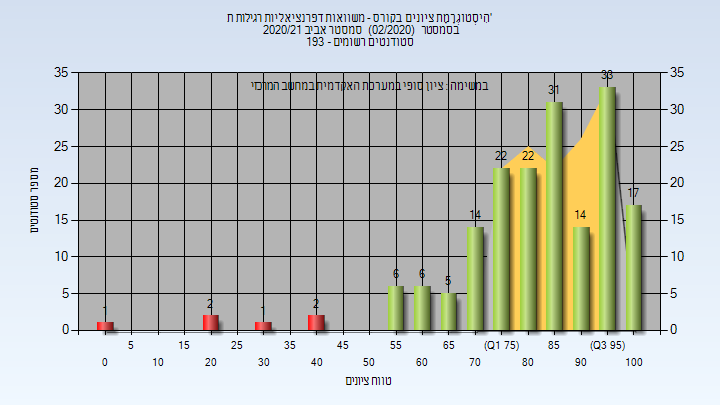 היסטוגרמת ציונים בקורס - משוואות דפרנציאליות רגילות ת'
בסמסטר (02/2020) סמסטר אביב 2020/21
סטודנטים רשומים - 193
במשימה: ציון סופי במערכת האקדמית במחשב המרכזי
מספר סטודנטים
35 30 25 20 15 10 5 0
35 30 25 20 15 10 5 0
1 2 1 2 6 6 5 14 22 22 31 14 33 17
5 15 25 35 45 55 65 (Q1 75) 85 (Q3 95)
0 10 20 30 40 50 60 70 80 90 100
טווח ציונים